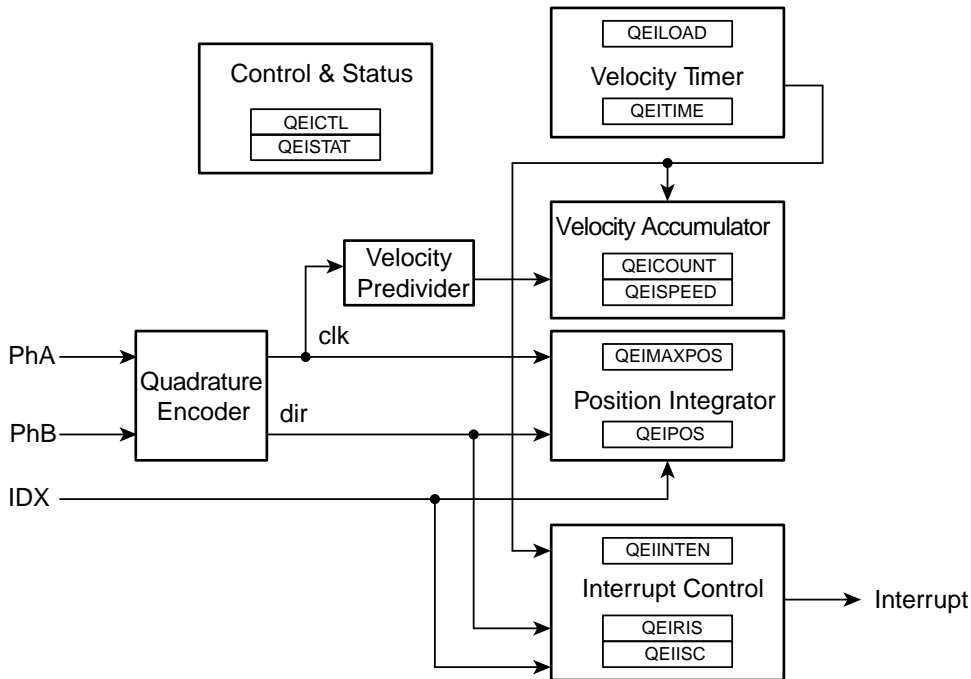 QEILOAD
Control & Status
Velocity Timer
QEITIME
QEICTL
QEISTAT
Velocity Accumulator
Velocity
Predivider
QEICOUNT
QEISPEED
clk
PhA
QEIMAXPOS
Quadrature
Encoder
Position Integrator
dir
PhB
QEIPOS
IDX
QEIINTEN
Interrupt Control
Interrupt
QEIRIS
QEIISC